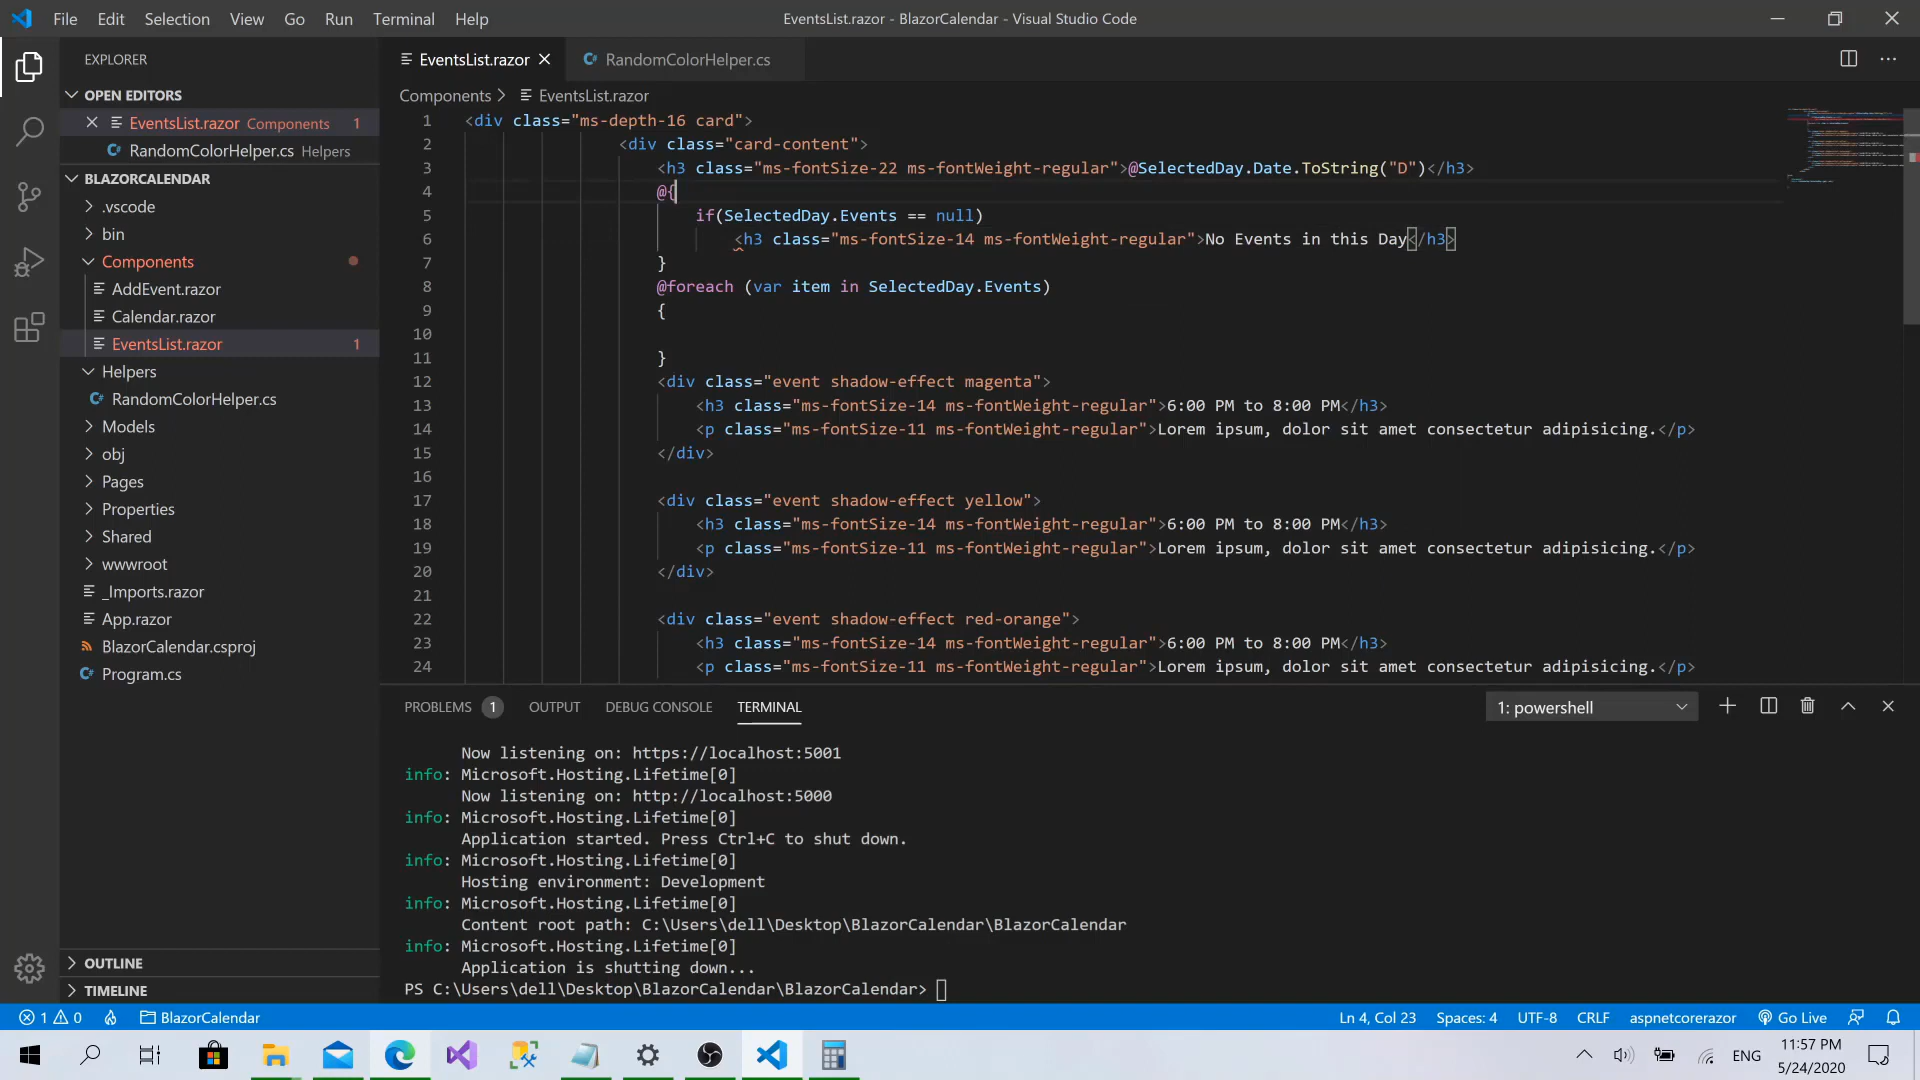 File Edit Selection View Go Run Terminal Help
EventsList.razor - BlazorCalendar - Visual Studio Code
EXPLORER
OPEN EDITORS
EventsList.razor Components 1
RandomColorHelper.cs Helpers
BLAZORCALENDAR
.vscode
bin
Components
AddEvent.razor
Calendar.razor
EventsList.razor 1
Helpers
RandomColorHelper.cs
Models
obj
Pages
Properties
Shared
wwwroot
_Imports.razor
App.razor
BlazorCalendar.csproj
Program.cs
OUTLINE
TIMELINE
EventsList.razor
RandomColorHelper.cs
Components > EventsList.razor
1 <div class="ms-depth-16 card">
2 <div class="card-content">
3 <h3 class="ms-fontSize-22 ms-fontWeight-regular">@SelectedDay.Date.ToString("D")</h3>
4 @{
5 if(SelectedDay.Events == null)
6 <h3 class="ms-fontSize-14 ms-fontWeight-regular">No Events in this Day</h3>
7 }
8 @foreach (var item in SelectedDay.Events)
9 {
10
11 }
12 <div class="event shadow-effect magenta">
13 <h3 class="ms-fontSize-14 ms-fontWeight-regular">6:00 PM to 8:00 PM</h3>
14 <p class="ms-fontSize-11 ms-fontWeight-regular">Lorem ipsum, dolor sit amet consectetur adipisicing.</p>
15 </div>
16
17 <div class="event shadow-effect yellow">
18 <h3 class="ms-fontSize-14 ms-fontWeight-regular">6:00 PM to 8:00 PM</h3>
19 <p class="ms-fontSize-11 ms-fontWeight-regular">Lorem ipsum, dolor sit amet consectetur adipisicing.</p>
20 </div>
21
22 <div class="event shadow-effect red-orange">
23 <h3 class="ms-fontSize-14 ms-fontWeight-regular">6:00 PM to 8:00 PM</h3>
24 <p class="ms-fontSize-11 ms-fontWeight-regular">Lorem ipsum, dolor sit amet consectetur adipisicing.</p>
PROBLEMS 1 OUTPUT DEBUG CONSOLE TERMINAL
1: powershell
Now listening on: https://localhost:5001
info: Microsoft.Hosting.Lifetime[0]
Now listening on: http://localhost:5000
info: Microsoft.Hosting.Lifetime[0]
Application started. Press Ctrl+C to shut down.
info: Microsoft.Hosting.Lifetime[0]
Hosting environment: Development
info: Microsoft.Hosting.Lifetime[0]
Content root path: C:\Users\dell\Desktop\BlazorCalendar\BlazorCalendar
info: Microsoft.Hosting.Lifetime[0]
Application is shutting down...
PS C:\Users\dell\Desktop\BlazorCalendar\BlazorCalendar>
1 0 BlazorCalendar
Ln 4, Col 23 Spaces: 4 UTF-8 CRLF aspnetcorerazor Go Live
ENG
11:57 PM
5/24/2020